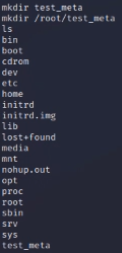 mkdir test_meta
mkdir /root/test_meta
ls
bin
boot
cdrom
dev
etc
home
initrd
initrd.img
lib
lost+found
media
mnt
nohup.out
opt
proc
root
sbin
srv
sys
test_meta